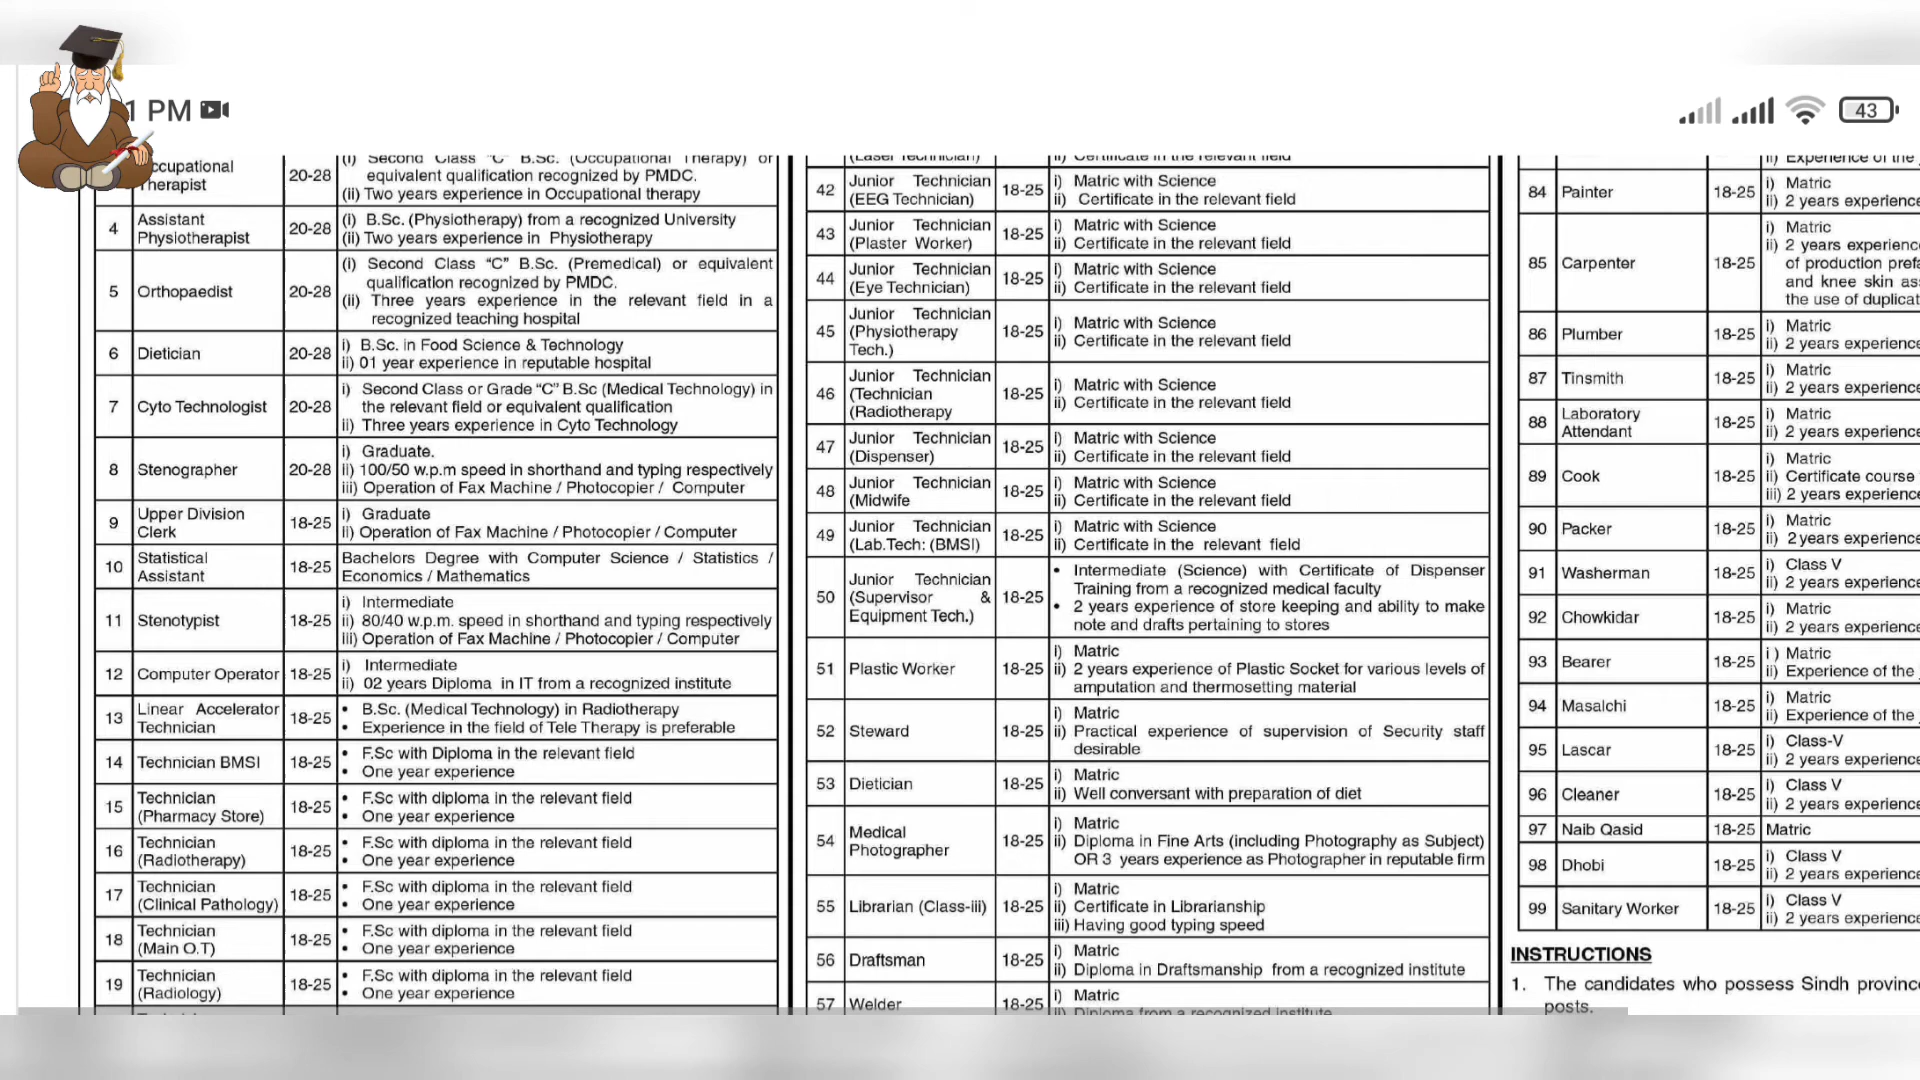 1 PM
43
Occupational Therapist 20-28 (i) Second Class “C” B.Sc. (Occupational Therapy) or
equivalent qualification recognized by PMDC.
(ii) Two years experience in Occupational therapy
4 Assistant Physiotherapist 20-28 (i) B.Sc. (Physiotherapy) from a recognized University
(ii) Two years experience in Physiotherapy
5 Orthopaedist 20-28 (i) Second Class “C” B.Sc. (Premedical) or equivalent
qualification recognized by PMDC.
(ii) Three years experience in the relevant field in a
recognized teaching hospital
6 Dietician 20-28 i) B.Sc. in Food Science & Technology
ii) 01 year experience in reputable hospital
7 Cyto Technologist 20-28 i) Second Class or Grade “C” B.Sc (Medical Technology) in
the relevant field or equivalent qualification
ii) Three years experience in Cyto Technology
8 Stenographer 20-28 i) Graduate.
ii) 100/50 w.p.m speed in shorthand and typing respectively
iii) Operation of Fax Machine / Photocopier / Computer
9 Upper Division Clerk 18-25 i) Graduate
ii) Operation of Fax Machine / Photocopier / Computer
10 Statistical Assistant 18-25 Bachelors Degree with Computer Science / Statistics /
Economics / Mathematics
11 Stenotypist 18-25 i) Intermediate
ii) 80/40 w.p.m. speed in shorthand and typing respectively
iii) Operation of Fax Machine / Photocopier / Computer
12 Computer Operator 18-25 i) Intermediate
ii) 02 years Diploma in IT from a recognized institute
13 Linear Accelerator Technician 18-25 • B.Sc. (Medical Technology) in Radiotherapy
• Experience in the field of Tele Therapy is preferable
14 Technician BMSI 18-25 • F.Sc with Diploma in the relevant field
• One year experience
15 Technician (Pharmacy Store) 18-25 • F.Sc with diploma in the relevant field
• One year experience
16 Technician (Radiotherapy) 18-25 • F.Sc with diploma in the relevant field
• One year experience
17 Technician (Clinical Pathology) 18-25 • F.Sc with diploma in the relevant field
• One year experience
18 Technician (Main O.T) 18-25 • F.Sc with diploma in the relevant field
• One year experience
19 Technician (Radiology) 18-25 • F.Sc with diploma in the relevant field
• One year experience
(Laser Technician) ii) Certificate in the relevant field
42 Junior Technician (EEG Technician) 18-25 i) Matric with Science
ii) Certificate in the relevant field
43 Junior Technician (Plaster Worker) 18-25 i) Matric with Science
ii) Certificate in the relevant field
44 Junior Technician (Eye Technician) 18-25 i) Matric with Science
ii) Certificate in the relevant field
45 Junior Technician (Physiotherapy Tech.) 18-25 i) Matric with Science
ii) Certificate in the relevant field
46 Junior Technician (Technician (Radiotherapy 18-25 i) Matric with Science
ii) Certificate in the relevant field
47 Junior Technician (Dispenser) 18-25 i) Matric with Science
ii) Certificate in the relevant field
48 Junior Technician (Midwife 18-25 i) Matric with Science
ii) Certificate in the relevant field
49 Junior Technician (Lab.Tech: (BMSI) 18-25 i) Matric with Science
ii) Certificate in the relevant field
50 Junior Technician (Supervisor & Equipment Tech.) 18-25 • Intermediate (Science) with Certificate of Dispenser
Training from a recognized medical faculty
• 2 years experience of store keeping and ability to make
note and drafts pertaining to stores
51 Plastic Worker 18-25 i) Matric
ii) 2 years experience of Plastic Socket for various levels of
amputation and thermosetting material
52 Steward 18-25 i) Matric
ii) Practical experience of supervision of Security staff
desirable
53 Dietician 18-25 i) Matric
ii) Well conversant with preparation of diet
54 Medical Photographer 18-25 i) Matric
ii) Diploma in Fine Arts (including Photography as Subject)
OR 3 years experience as Photographer in reputable firm
55 Librarian (Class-iii) 18-25 i) Matric
ii) Certificate in Librarianship
iii) Having good typing speed
56 Draftsman 18-25 i) Matric
ii) Diploma in Draftsmanship from a recognized institute
57 Welder 18-25 i) Matric
ii) Diploma from a recognized institute
ii) Experience of the
84 Painter 18-25 i) Matric
ii) 2 years experience
85 Carpenter 18-25 i) Matric
ii) 2 years experience
of production prefa
and knee skin ass
the use of duplicat
86 Plumber 18-25 i) Matric
ii) 2 years experience
87 Tinsmith 18-25 i) Matric
ii) 2 years experience
88 Laboratory Attendant 18-25 i) Matric
ii) 2 years experience
89 Cook 18-25 i) Matric
ii) Certificate course
iii) 2 years experience
90 Packer 18-25 i) Matric
ii) 2 years experience
91 Washerman 18-25 i) Class V
ii) 2 years experience
92 Chowkidar 18-25 i) Matric
ii) 2 years experience
93 Bearer 18-25 i ) Matric
ii) Experience of the
94 Masalchi 18-25 i) Matric
ii) Experience of the
95 Lascar 18-25 i) Class-V
ii) 2 years experience
96 Cleaner 18-25 i) Class V
ii) 2 years experience
97 Naib Qasid 18-25 Matric
98 Dhobi 18-25 i) Class V
ii) 2 years experience
99 Sanitary Worker 18-25 i) Class V
ii) 2 years experience
INSTRUCTIONS
1. The candidates who possess Sindh province
posts.